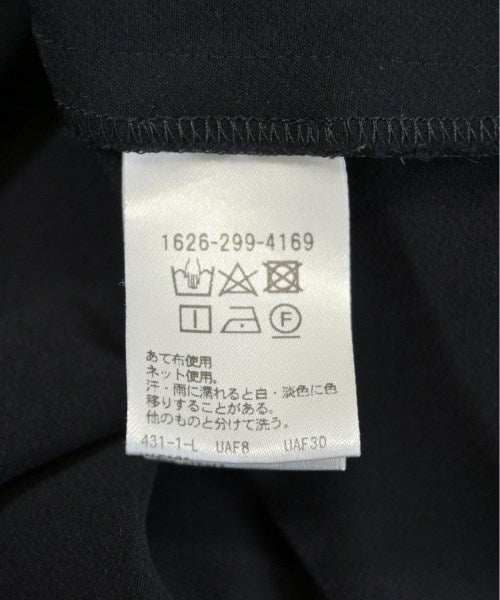 1626-299-4169
F
あて布使用
ネット使用。
汗・雨に濡れると白・淡色に色
移りすることがある。
他のものと分けて洗う。
431-1-L UAF8 UAF30